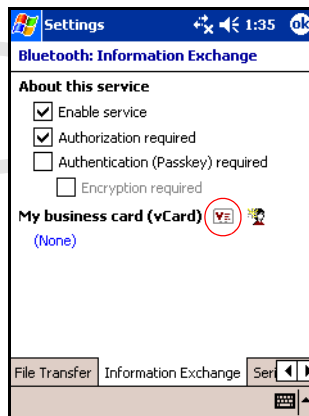 Settings 1:35 ok
Bluetooth: Information Exchange
About this service
Enable service
Authorization required
Authentication (Passkey) required
Encryption required
My business card (vCard)
(None)
File Transfer Information Exchange Seri